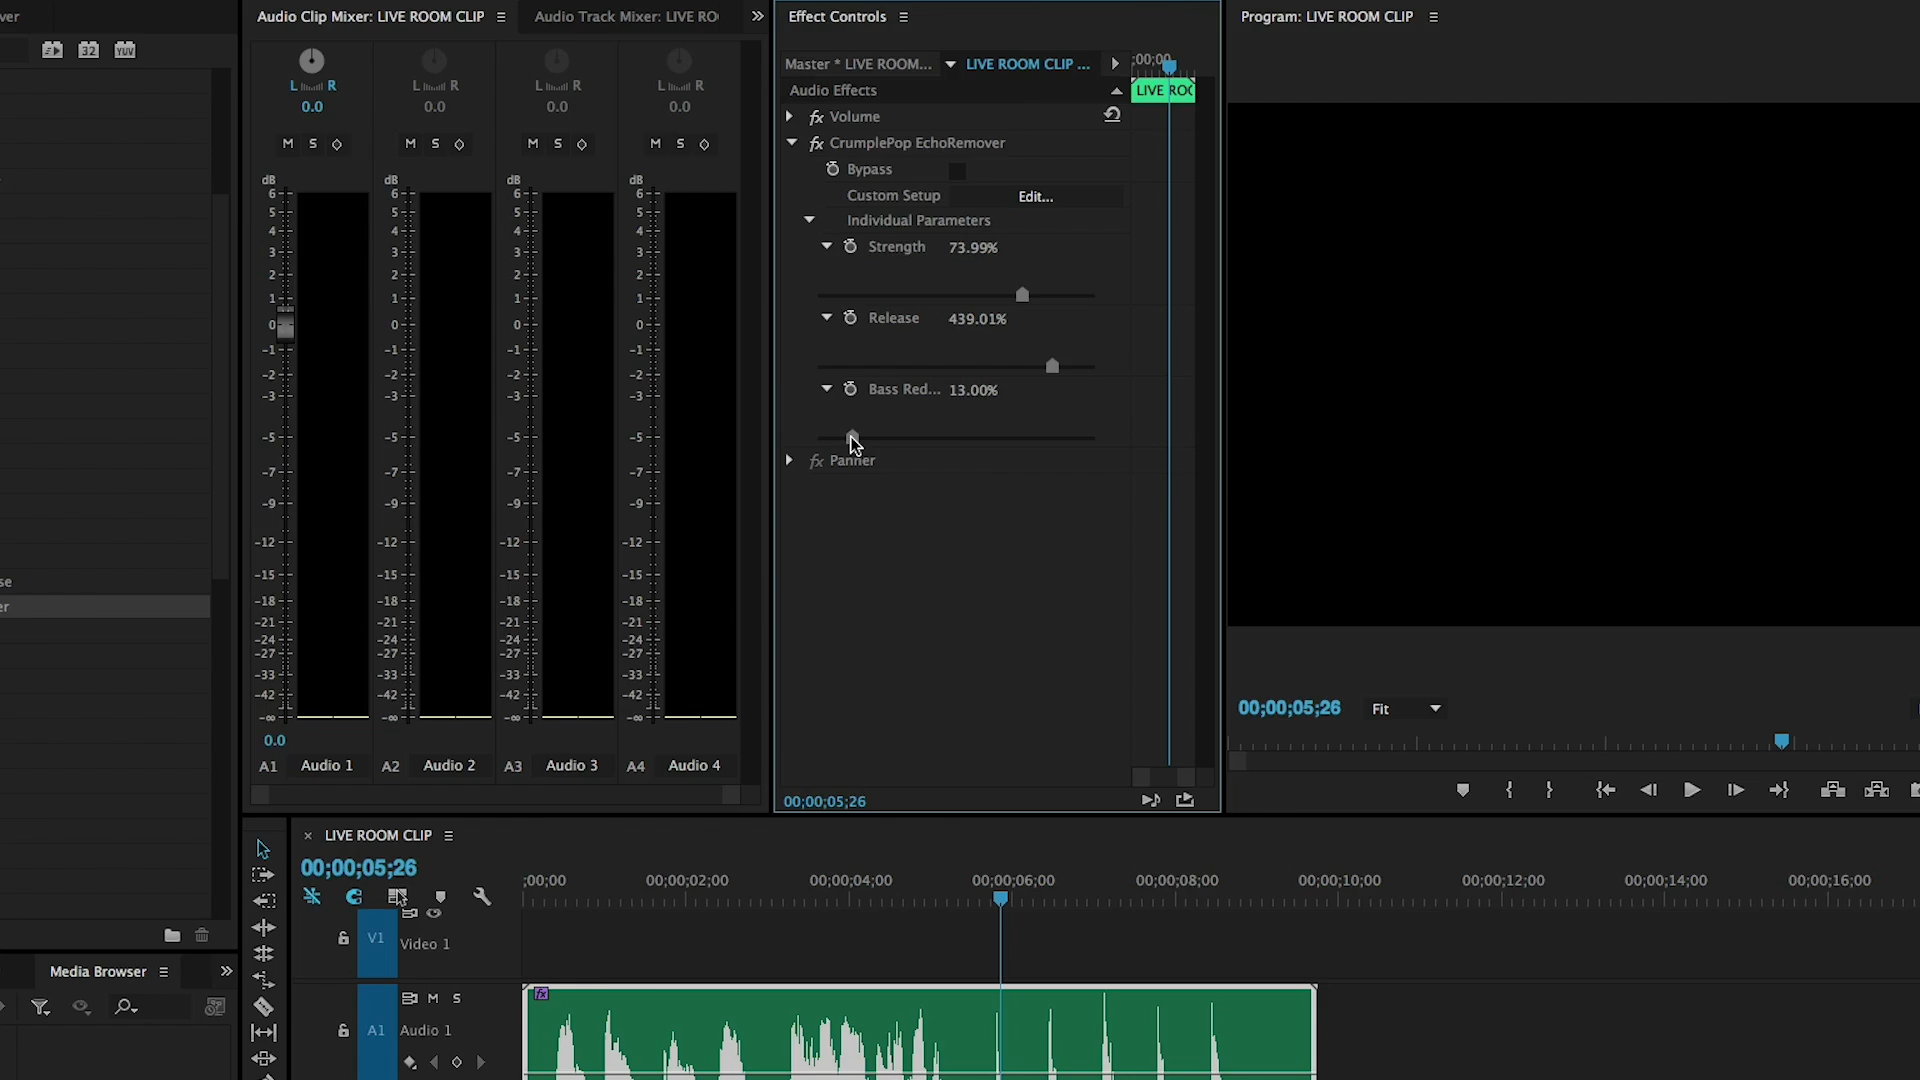 ver
Audio Clip Mixer: LIVE ROOM CLIP
Audio Track Mixer: LIVE RO
Effect Controls
Program: LIVE ROOM CLIP
32
YUV
L R
L R
L R
L R
0.0
0.0
0.0
0.0
M S
M S
M S
M S
dB
dB
dB
dB
6
5
4
3
2
1
0
-1
-2
-3
-5
-7
-9
-12
-15
-18
-21
-24
-27
-33
-42
-∞
6
5
4
3
2
1
0
-1
-2
-3
-5
-7
-9
-12
-15
-18
-21
-24
-27
-33
-42
-∞
6
5
4
3
2
1
0
-1
-2
-3
-5
-7
-9
-12
-15
-18
-21
-24
-27
-33
-42
-∞
6
5
4
3
2
1
0
-1
-2
-3
-5
-7
-9
-12
-15
-18
-21
-24
-27
-33
-42
-∞
0.0
A1 Audio 1
A2 Audio 2
A3 Audio 3
A4 Audio 4
Master * LIVE ROOM...
LIVE ROOM CLIP ...
;00;00
Audio Effects
LIVE ROO
fx Volume
fx CrumplePop EchoRemover
Bypass
Custom Setup Edit...
Individual Parameters
Strength 73.99%
Release 439.01%
Bass Red... 13.00%
fx Panner
00;00;05;26
se
er
00;00;05;26 Fit
Media Browser
LIVE ROOM CLIP
00;00;05;26
;00;00
00;00;02;00
00;00;04;00
00;00;06;00
00;00;08;00
00;00;10;00
00;00;12;00
00;00;14;00
00;00;16;00
V1 Video 1
M S
A1 Audio 1
fx